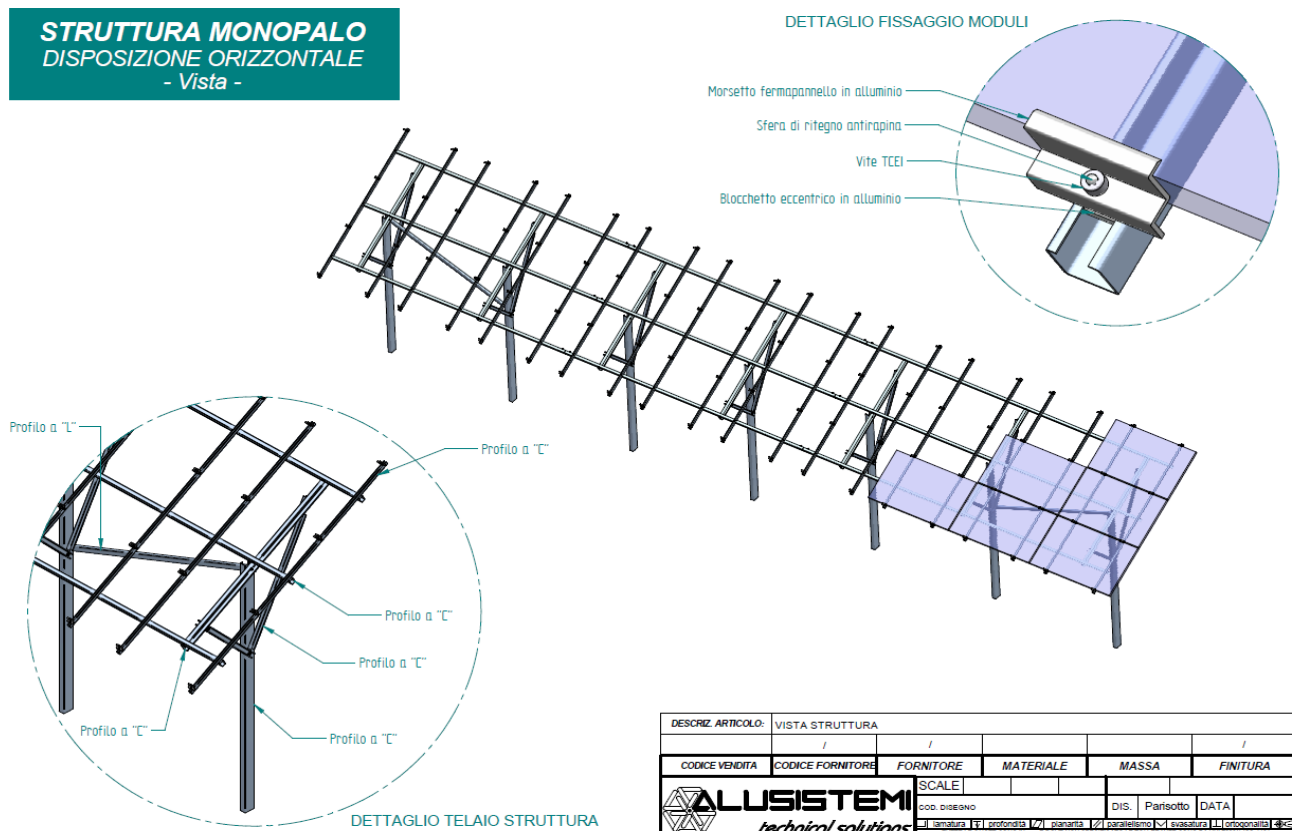 STRUTTURA MONOPALO
DISPOSIZIONE ORIZZONTALE
- Vista -
DETTAGLIO FISSAGGIO MODULI
Morsetto fermapannello in alluminio
Sfera di ritegno antirapina
Vite TCEI
Blocchetto eccentrico in alluminio
Profilo a "L"
Profilo a "C"
Profilo a "C"
Profilo a "C"
Profilo a "C"
Profilo a "C"
DETTAGLIO TELAIO STRUTTURA
DESCRIZ. ARTICOLO: VISTA STRUTTURA
/ / /
CODICE VENDITA CODICE FORNITORE FORNITORE MATERIALE MASSA FINITURA
ALUSISTEMI
technical solutions
SCALE
COD. DISEGNO DIS. Parisotto DATA
lamatura profondità planarità parallelismo svasatura ortogonalità